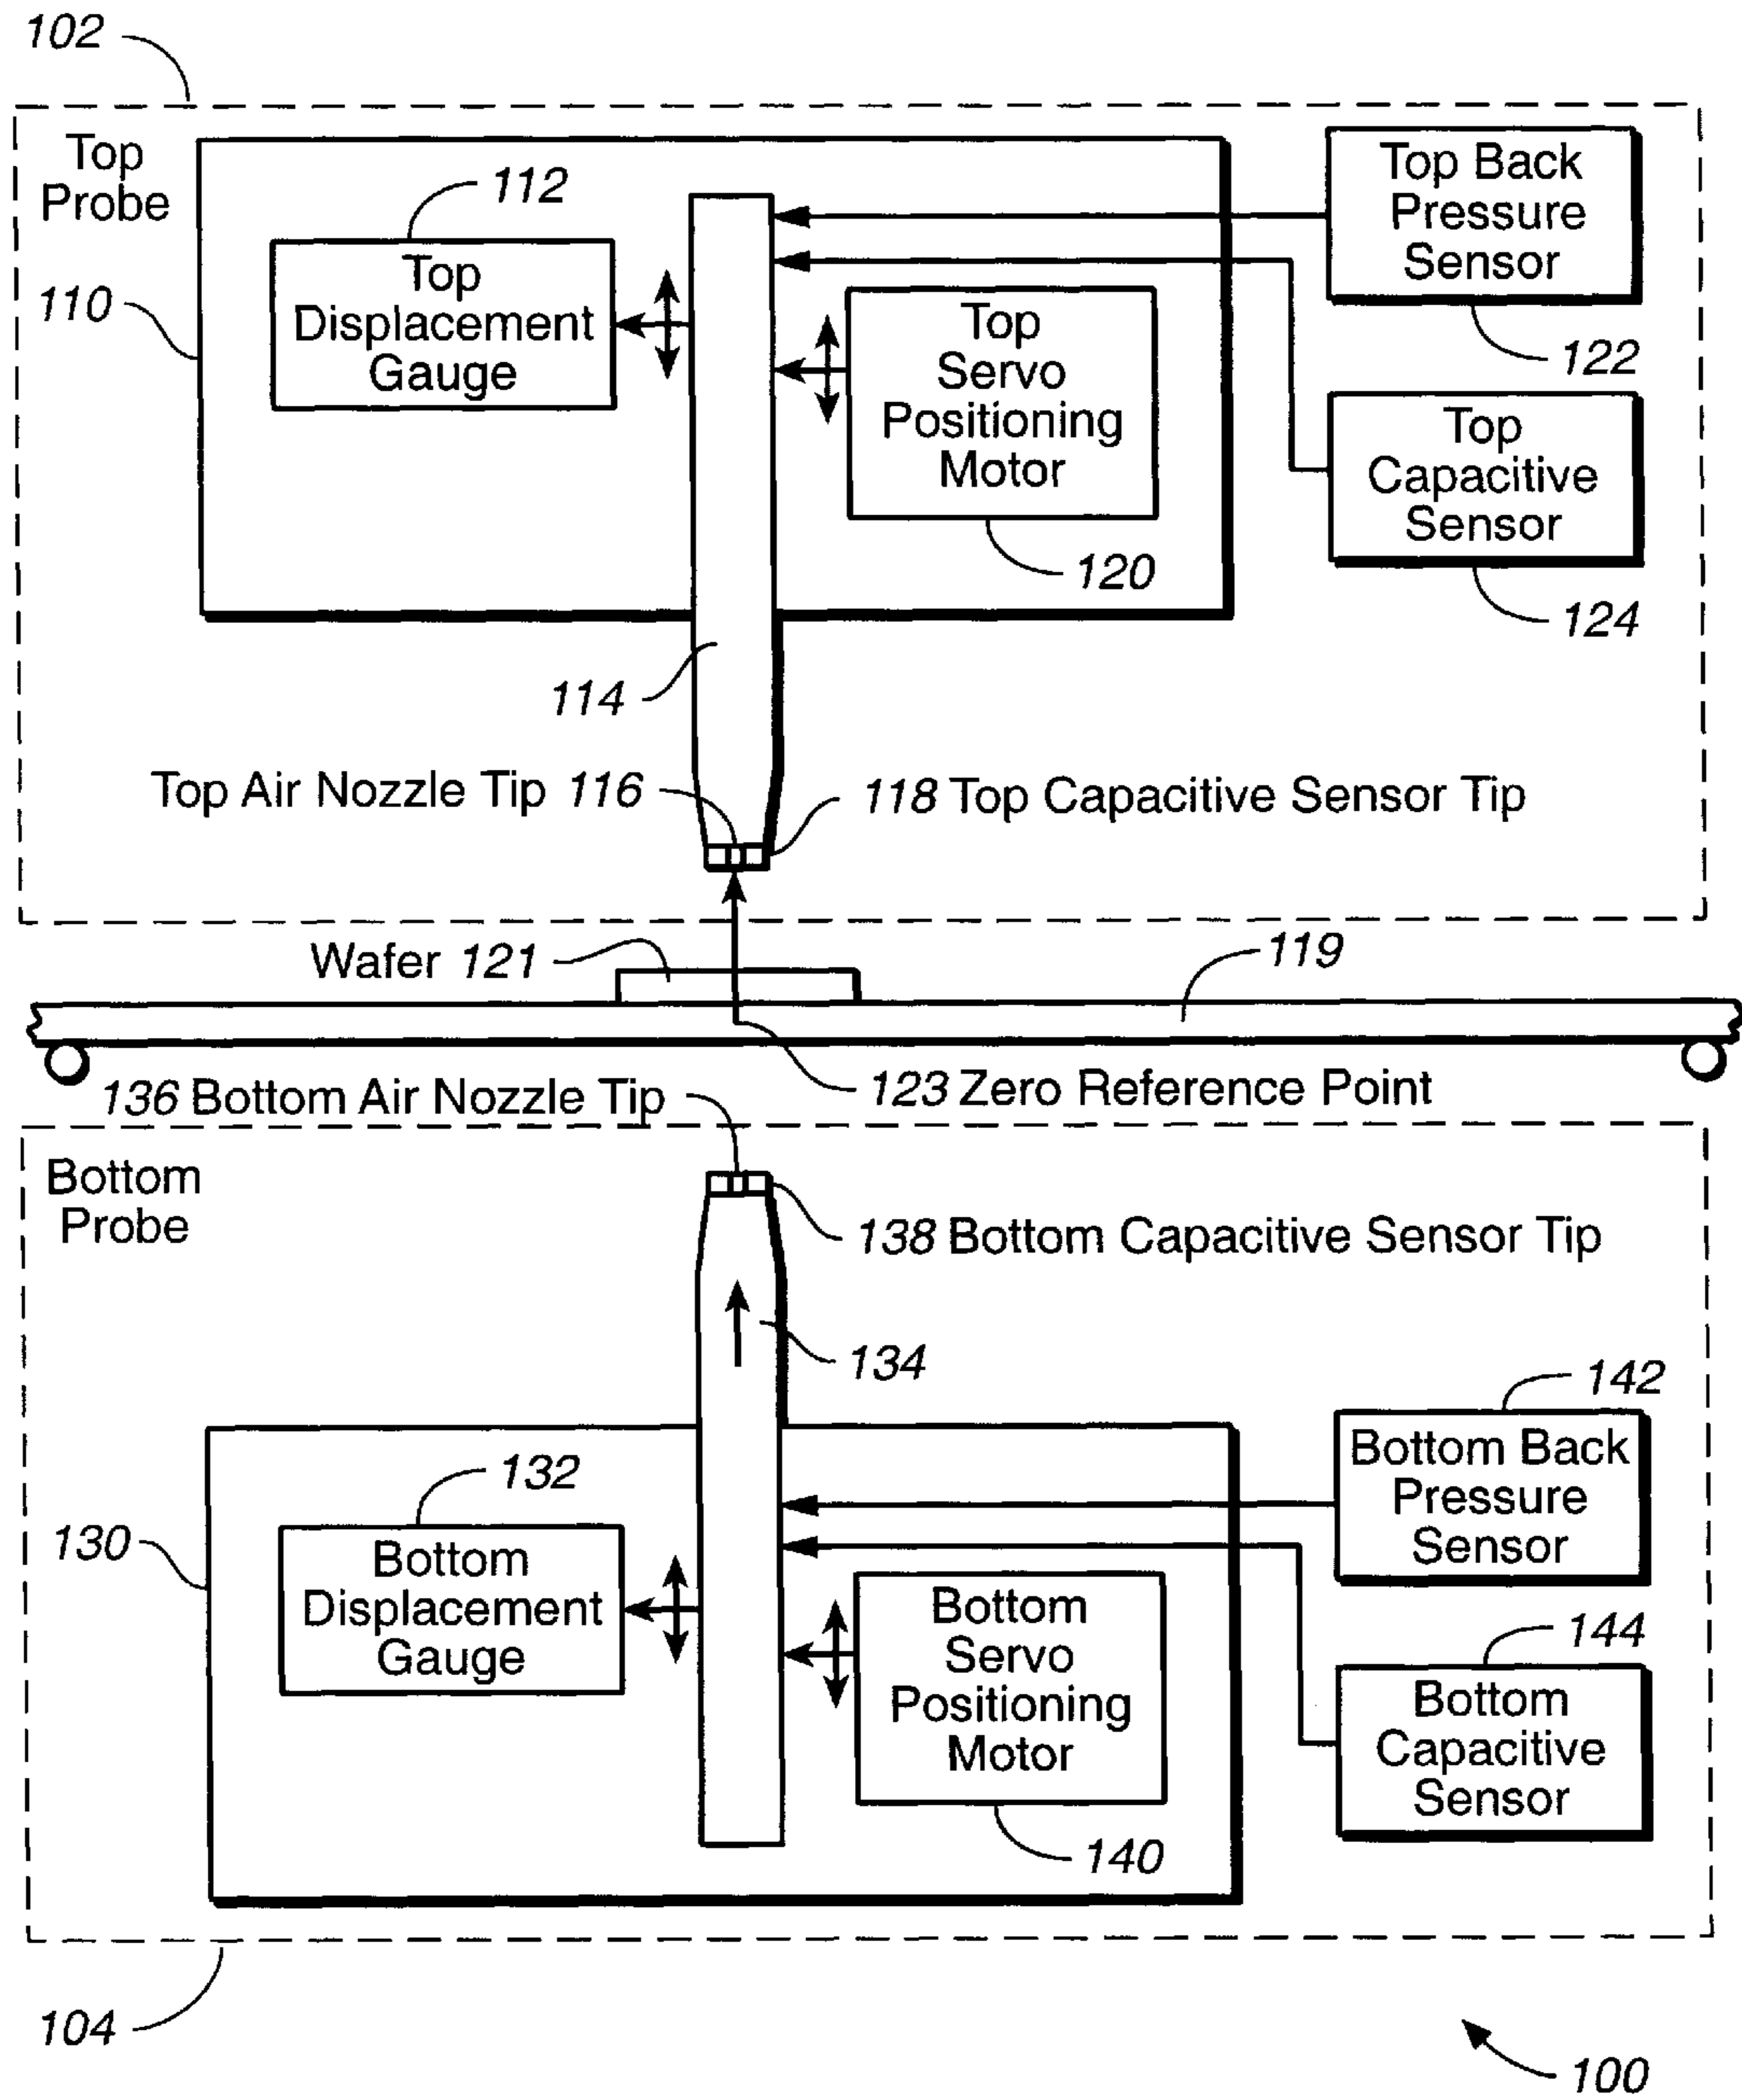 102
Top
Probe
112
Top
Displacement
Gauge
110
Top
Servo
Positioning
Motor
120
Top Back
Pressure
Sensor
122
Top
Capacitive
Sensor
124
114
Top Air Nozzle Tip 116
118 Top Capacitive Sensor Tip
Wafer 121
119
123 Zero Reference Point
136 Bottom Air Nozzle Tip
Bottom
Probe
138 Bottom Capacitive Sensor Tip
134
142
Bottom Back
Pressure
Sensor
132
Bottom
Displacement
Gauge
130
Bottom
Servo
Positioning
Motor
140
144
Bottom
Capacitive
Sensor
104
100